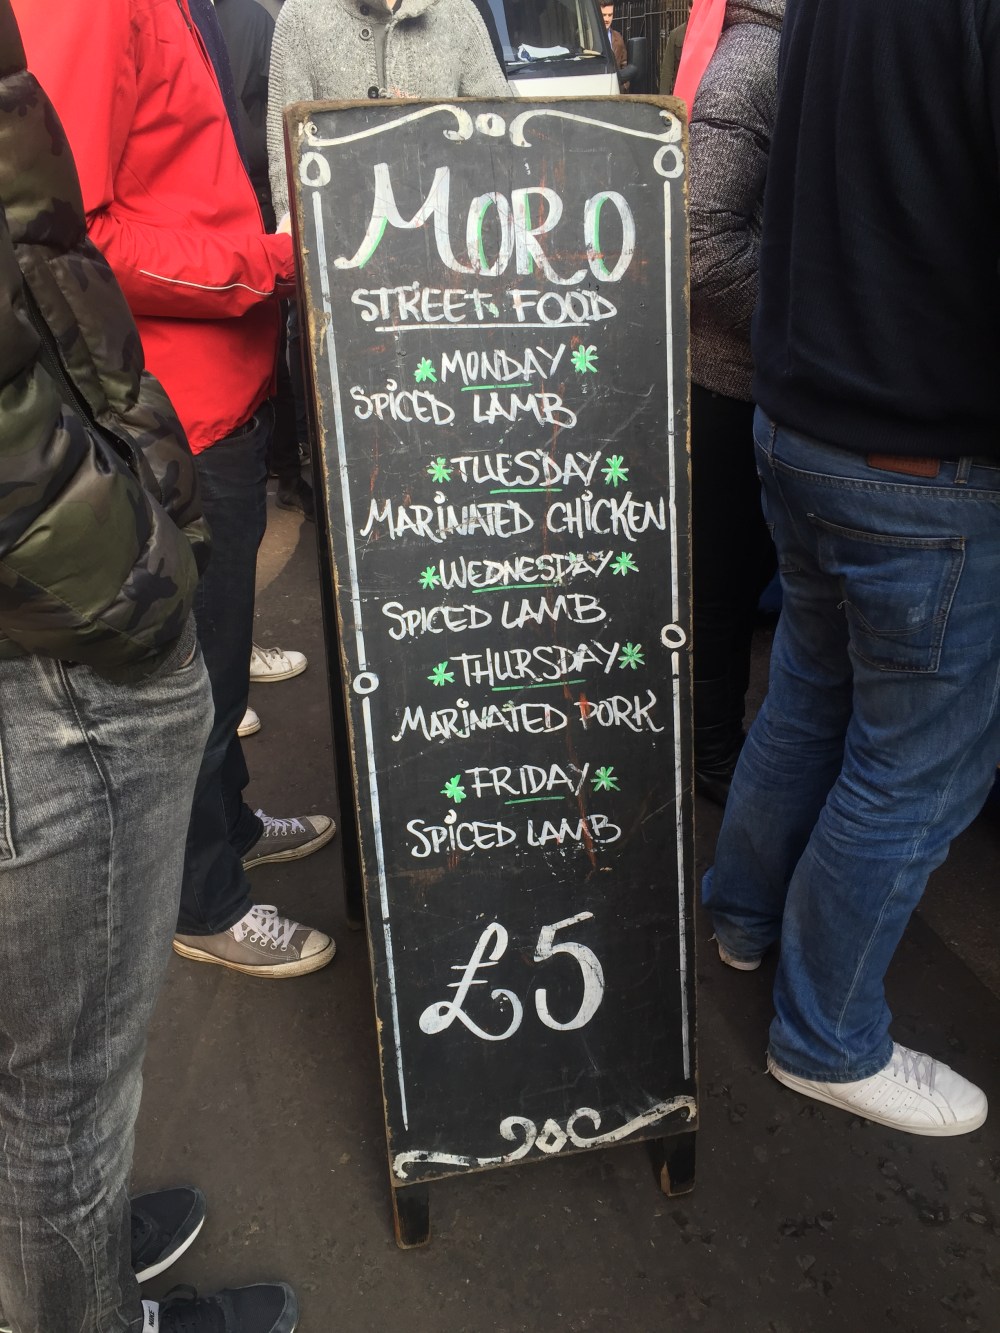 MORO
STREET FOOD
*MONDAY*
SPICED LAMB
*TUESDAY*
MARINATED CHICKEN
*WEDNESDAY*
SPICED LAMB
*THURSDAY*
MARINATED PORK
*FRIDAY*
SPICED LAMB
£5